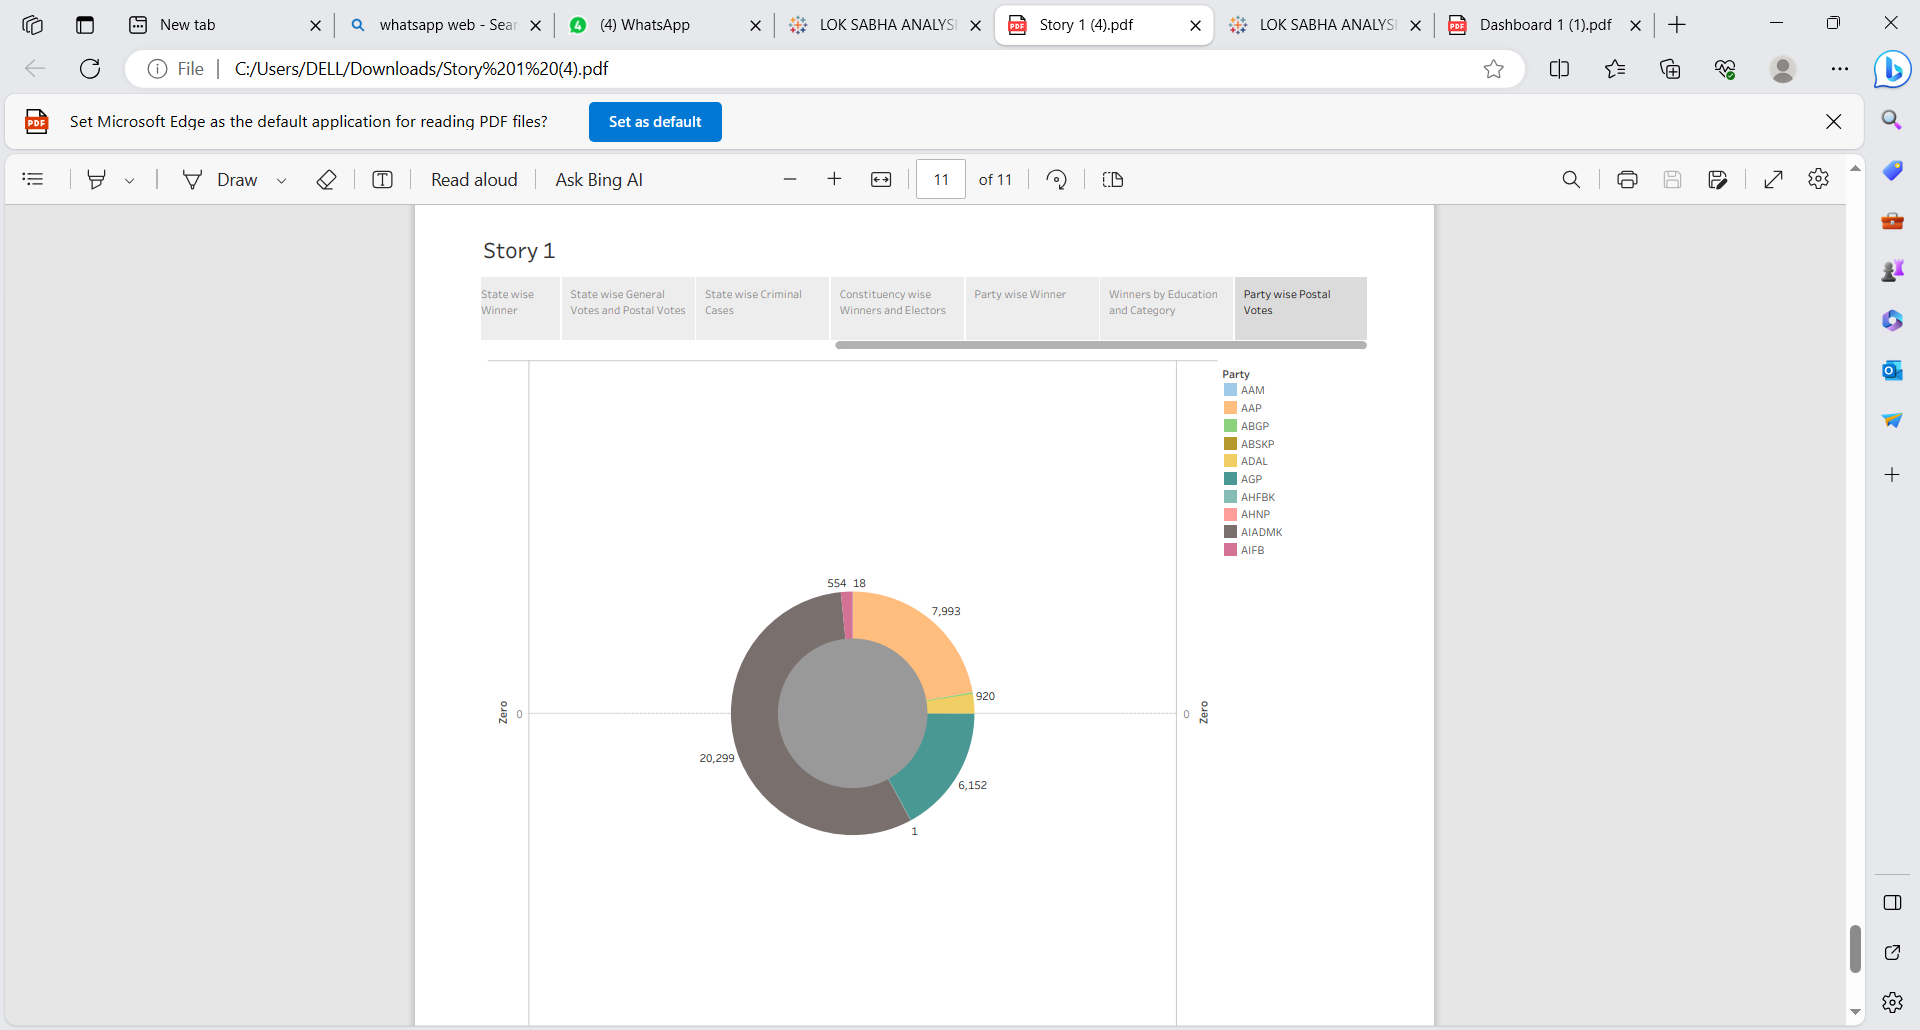 New tab
whatsapp web - Sear
(4) WhatsApp
LOK SABHA ANALYSI
Story 1 (4).pdf
LOK SABHA ANALYSI
Dashboard 1 (1).pdf
File
C:/Users/DELL/Downloads/Story%201%20(4).pdf
PDF
Set Microsoft Edge as the default application for reading PDF files?
Set as default
Draw
Read aloud
Ask Bing AI
11
of 11
Story 1
State wise
Winner
State wise General
Votes and Postal Votes
State wise Criminal
Cases
Constituency wise
Winners and Electors
Party wise Winner
Winners by Education
and Category
Party wise Postal
Votes
Party
AAM
AAP
ABGP
ABSKP
ADAL
AGP
AHFBK
AHNP
AIADMK
AIFB
554
18
7,993
920
Zero
0
0
Zero
20,299
6,152
1